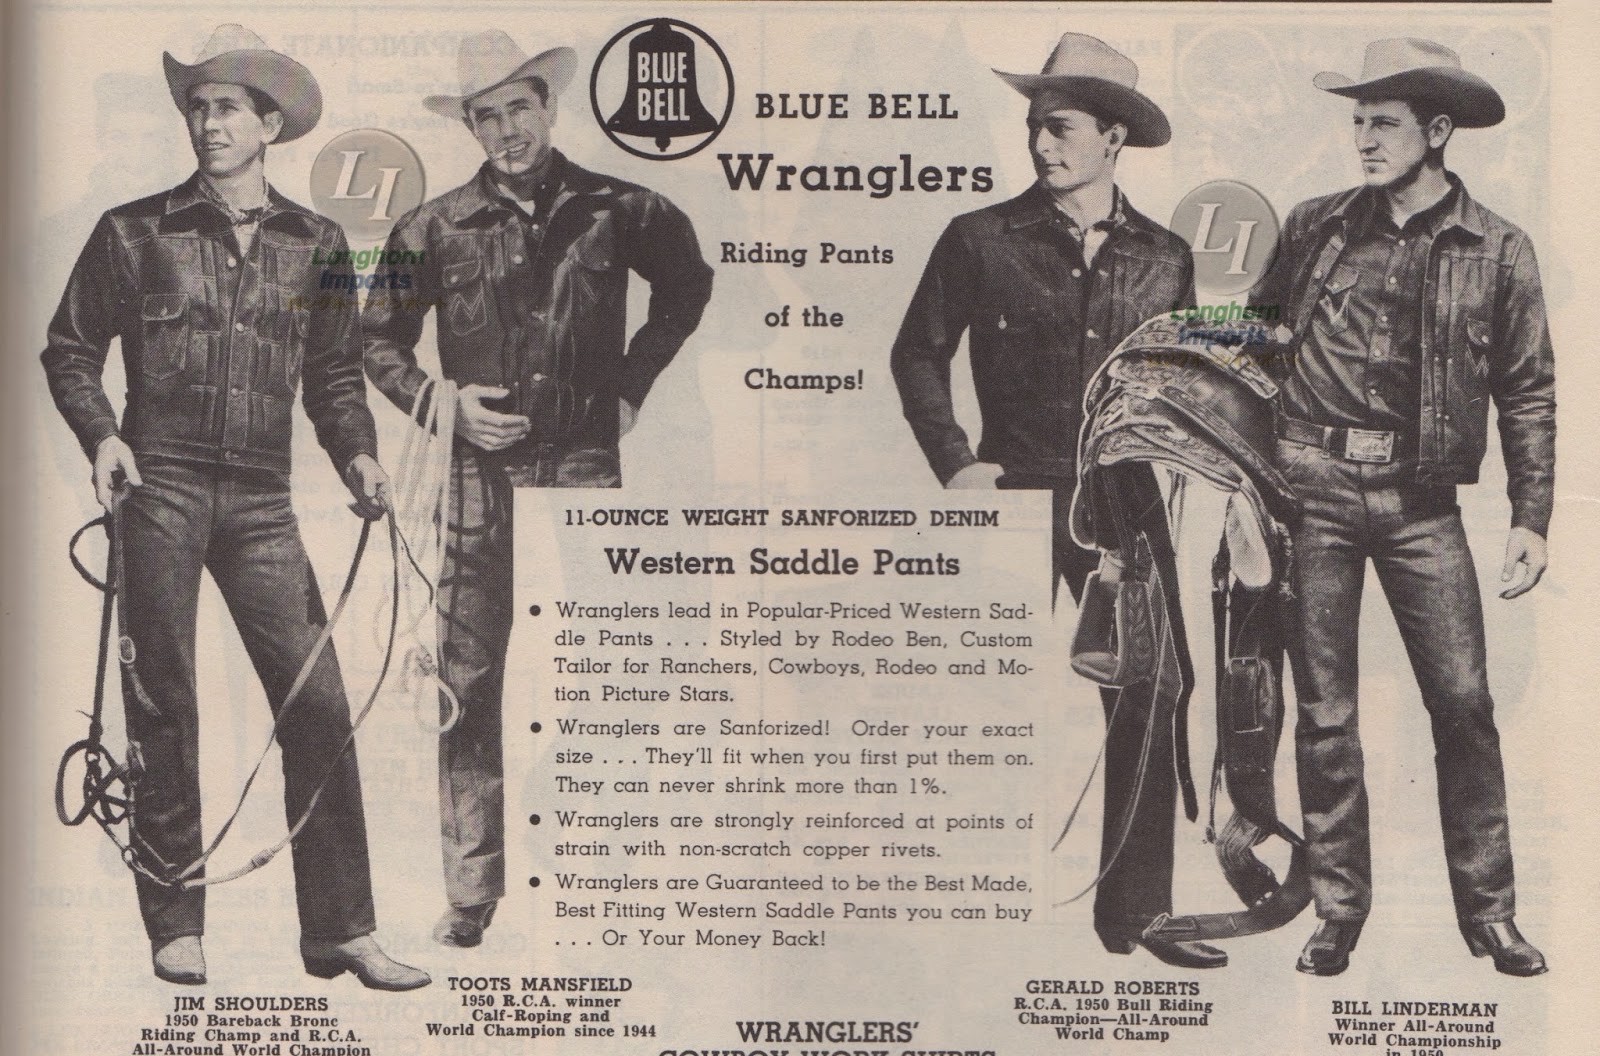 BLUE
BELL
BLUE BELL
Wranglers
Riding Pants
of the
Champs!
LI
Longhorn
Imports
LI
Longhorn
Imports
11-OUNCE WEIGHT SANFORIZED DENIM
Western Saddle Pants
● Wranglers lead in Popular-Priced Western Sad-
dle Pants . . . Styled by Rodeo Ben, Custom
Tailor for Ranchers, Cowboys, Rodeo and Mo-
tion Picture Stars.
● Wranglers are Sanforized! Order your exact
size . . . They'll fit when you first put them on.
They can never shrink more than 1%.
● Wranglers are strongly reinforced at points of
strain with non-scratch copper rivets.
● Wranglers are Guaranteed to be the Best Made,
Best Fitting Western Saddle Pants you can buy
. . . Or Your Money Back!
JIM SHOULDERS
1950 Bareback Bronc
Riding Champ and R.C.A.
All-Around World Champion
TOOTS MANSFIELD
1950 R.C.A. winner
Calf-Roping and
World Champion since 1944
GERALD ROBERTS
R.C.A. 1950 Bull Riding
Champion—All-Around
World Champ
BILL LINDERMAN
Winner All-Around
World Championship
in 1950
WRANGLERS'
COWBOY WORK SHIRTS